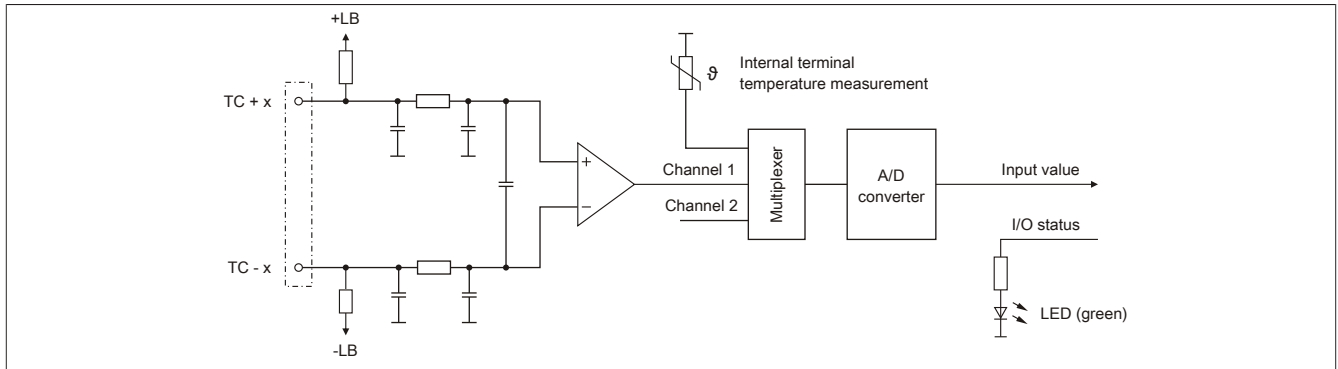 +LB
TC + x
ϑ
Internal terminal
temperature measurement
+
−
Channel 1
Channel 2
Multiplexer
A/D
converter
Input value
I/O status
TC - x
LED (green)
-LB